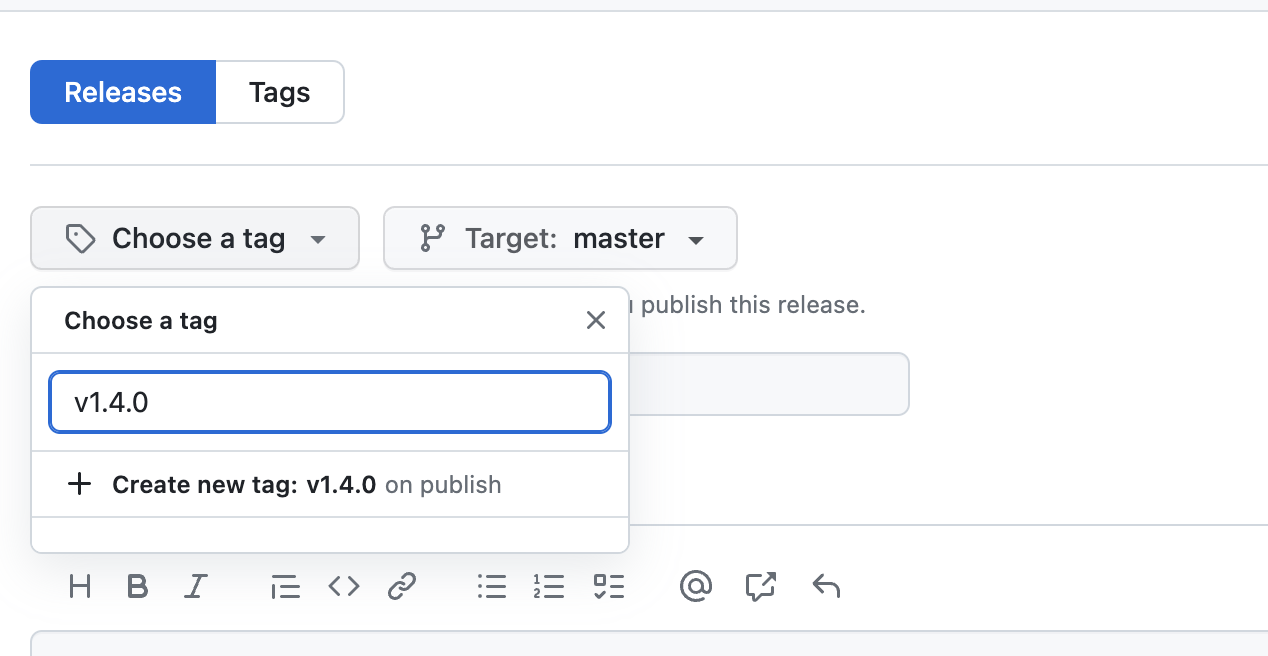 Releases
Tags
Choose a tag
Target: master
Choose a tag
publish this release.
v1.4.0
Create new tag: v1.4.0 on publish
H B I
@